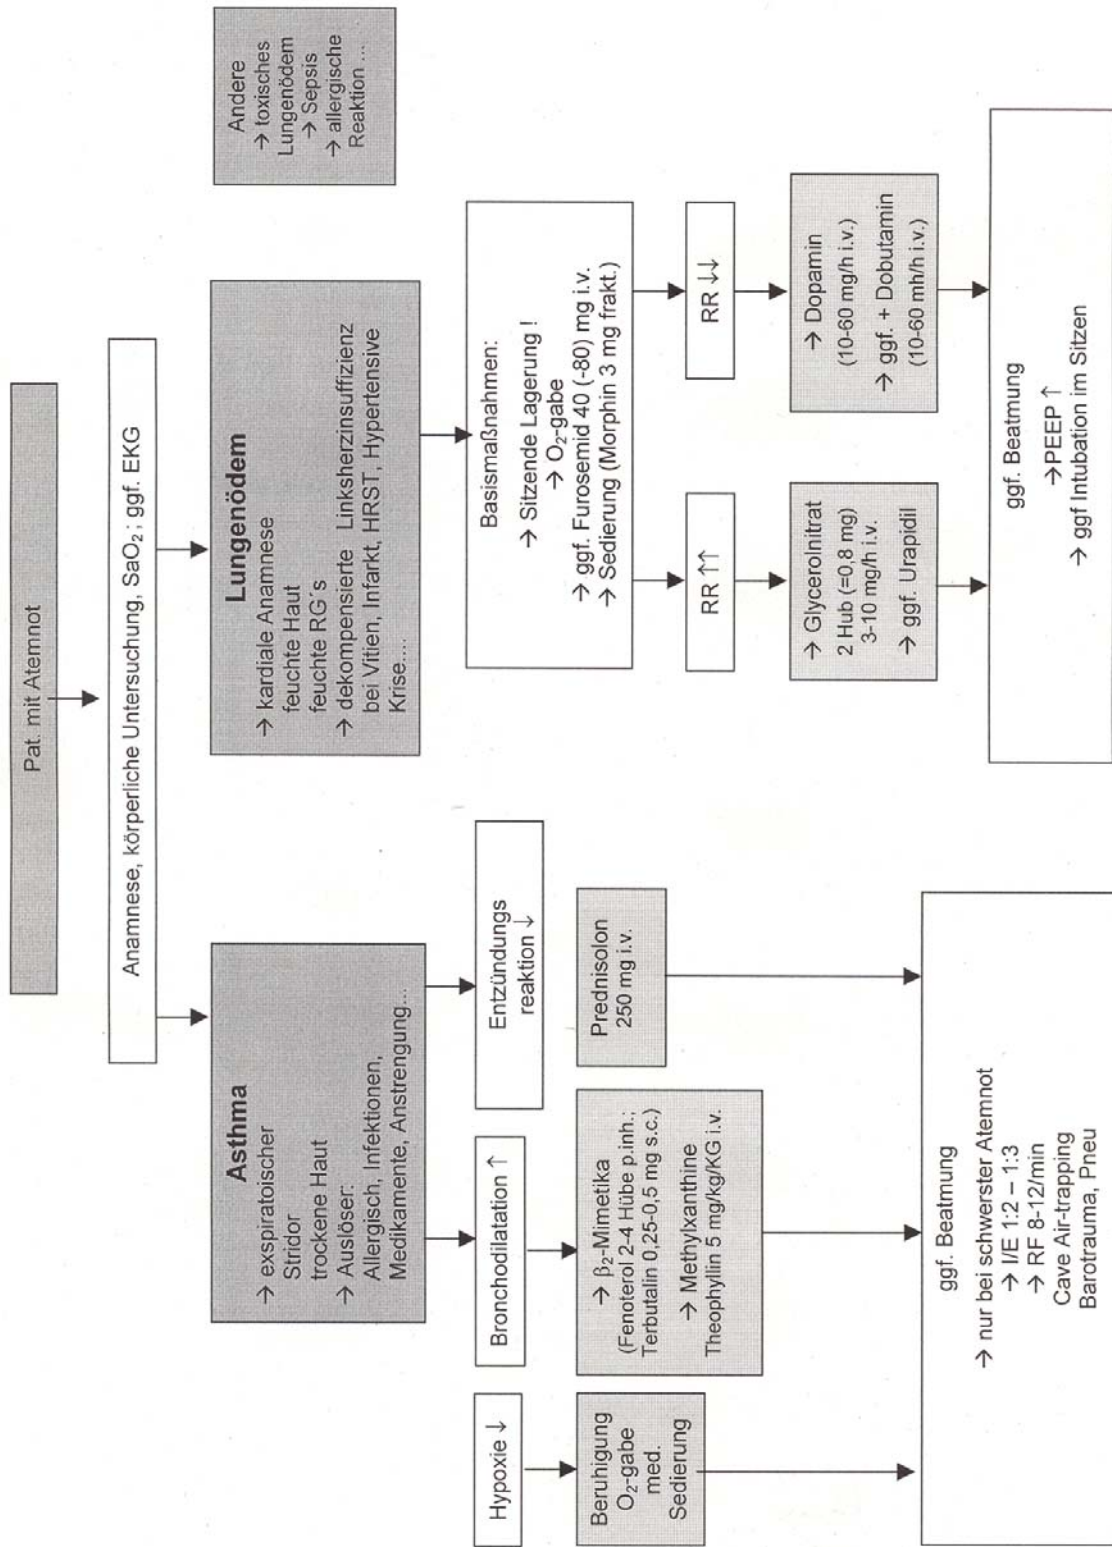 Pat. mit Atemnot
Anamnese, körperliche Untersuchung, SaO₂ ; ggf. EKG
Asthma
→ exspiratoischer
Stridor
trockene Haut
→ Auslöser:
Allergisch, Infektionen,
Medikamente, Anstrengung...
Lungenödem
→ kardiale Anamnese
feuchte Haut
feuchte RG´s
→ dekompensierte Linksherzinsuffizienz
bei Vitien, Infarkt, HRST, Hypertensive
Krise....
Andere
→ toxisches
Lungenödem
→ Sepsis
→ allergische
Reaktion ...
Hypoxie ↓
Bronchodilatation ↑
Entzündungs
reaktion ↓
Beruhigung
O₂-gabe
med.
Sedierung
→ β₂-Mimetika
(Fenoterol 2-4 Hübe p.inh.;
Terbutalin 0,25-0,5 mg s.c.)
→ Methylxanthine
Theophyllin 5 mg/kg/KG i.v.
Prednisolon
250 mg i.v.
ggf. Beatmung
→ nur bei schwerster Atemnot
→ I/E 1:2 – 1:3
→ RF 8-12/min
Cave Air-trapping
Barotrauma, Pneu
Basismaßnahmen:
→ Sitzende Lagerung !
→ O₂-gabe
→ ggf. Furosemid 40 (-80) mg i.v.
→ Sedierung (Morphin 3 mg frakt.)
RR ↑↑
RR ↓↓
→ Glycerolnitrat
2 Hub (=0,8 mg)
3-10 mg/h i.v.
→ ggf. Urapidil
→ Dopamin
(10-60 mg/h i.v.)
→ ggf. + Dobutamin
(10-60 mh/h i.v.)
ggf. Beatmung
→PEEP ↑
→ ggf Intubation im Sitzen